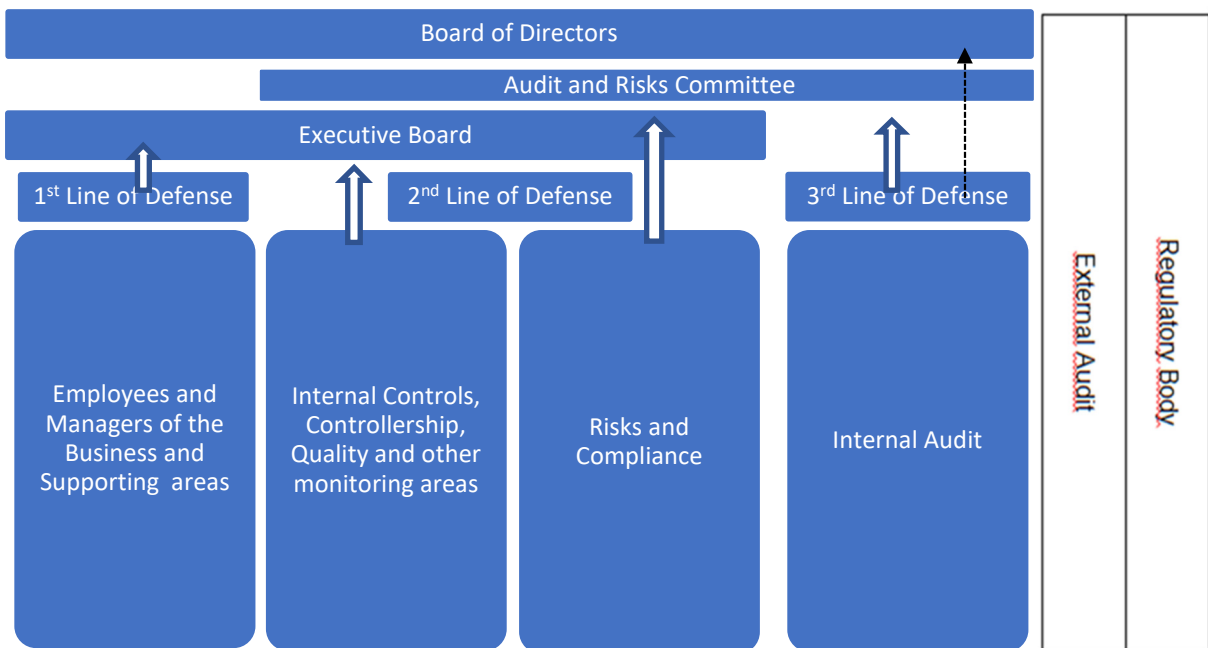 Board of Directors
Audit and Risks Committee
Executive Board
1st Line of Defense
2nd Line of Defense
3rd Line of Defense
Employees and
Managers of the
Business and
Supporting areas
Internal Controls,
Controllership,
Quality and other
monitoring areas
Risks and
Compliance
Internal Audit
External Audit
Regulatory Body